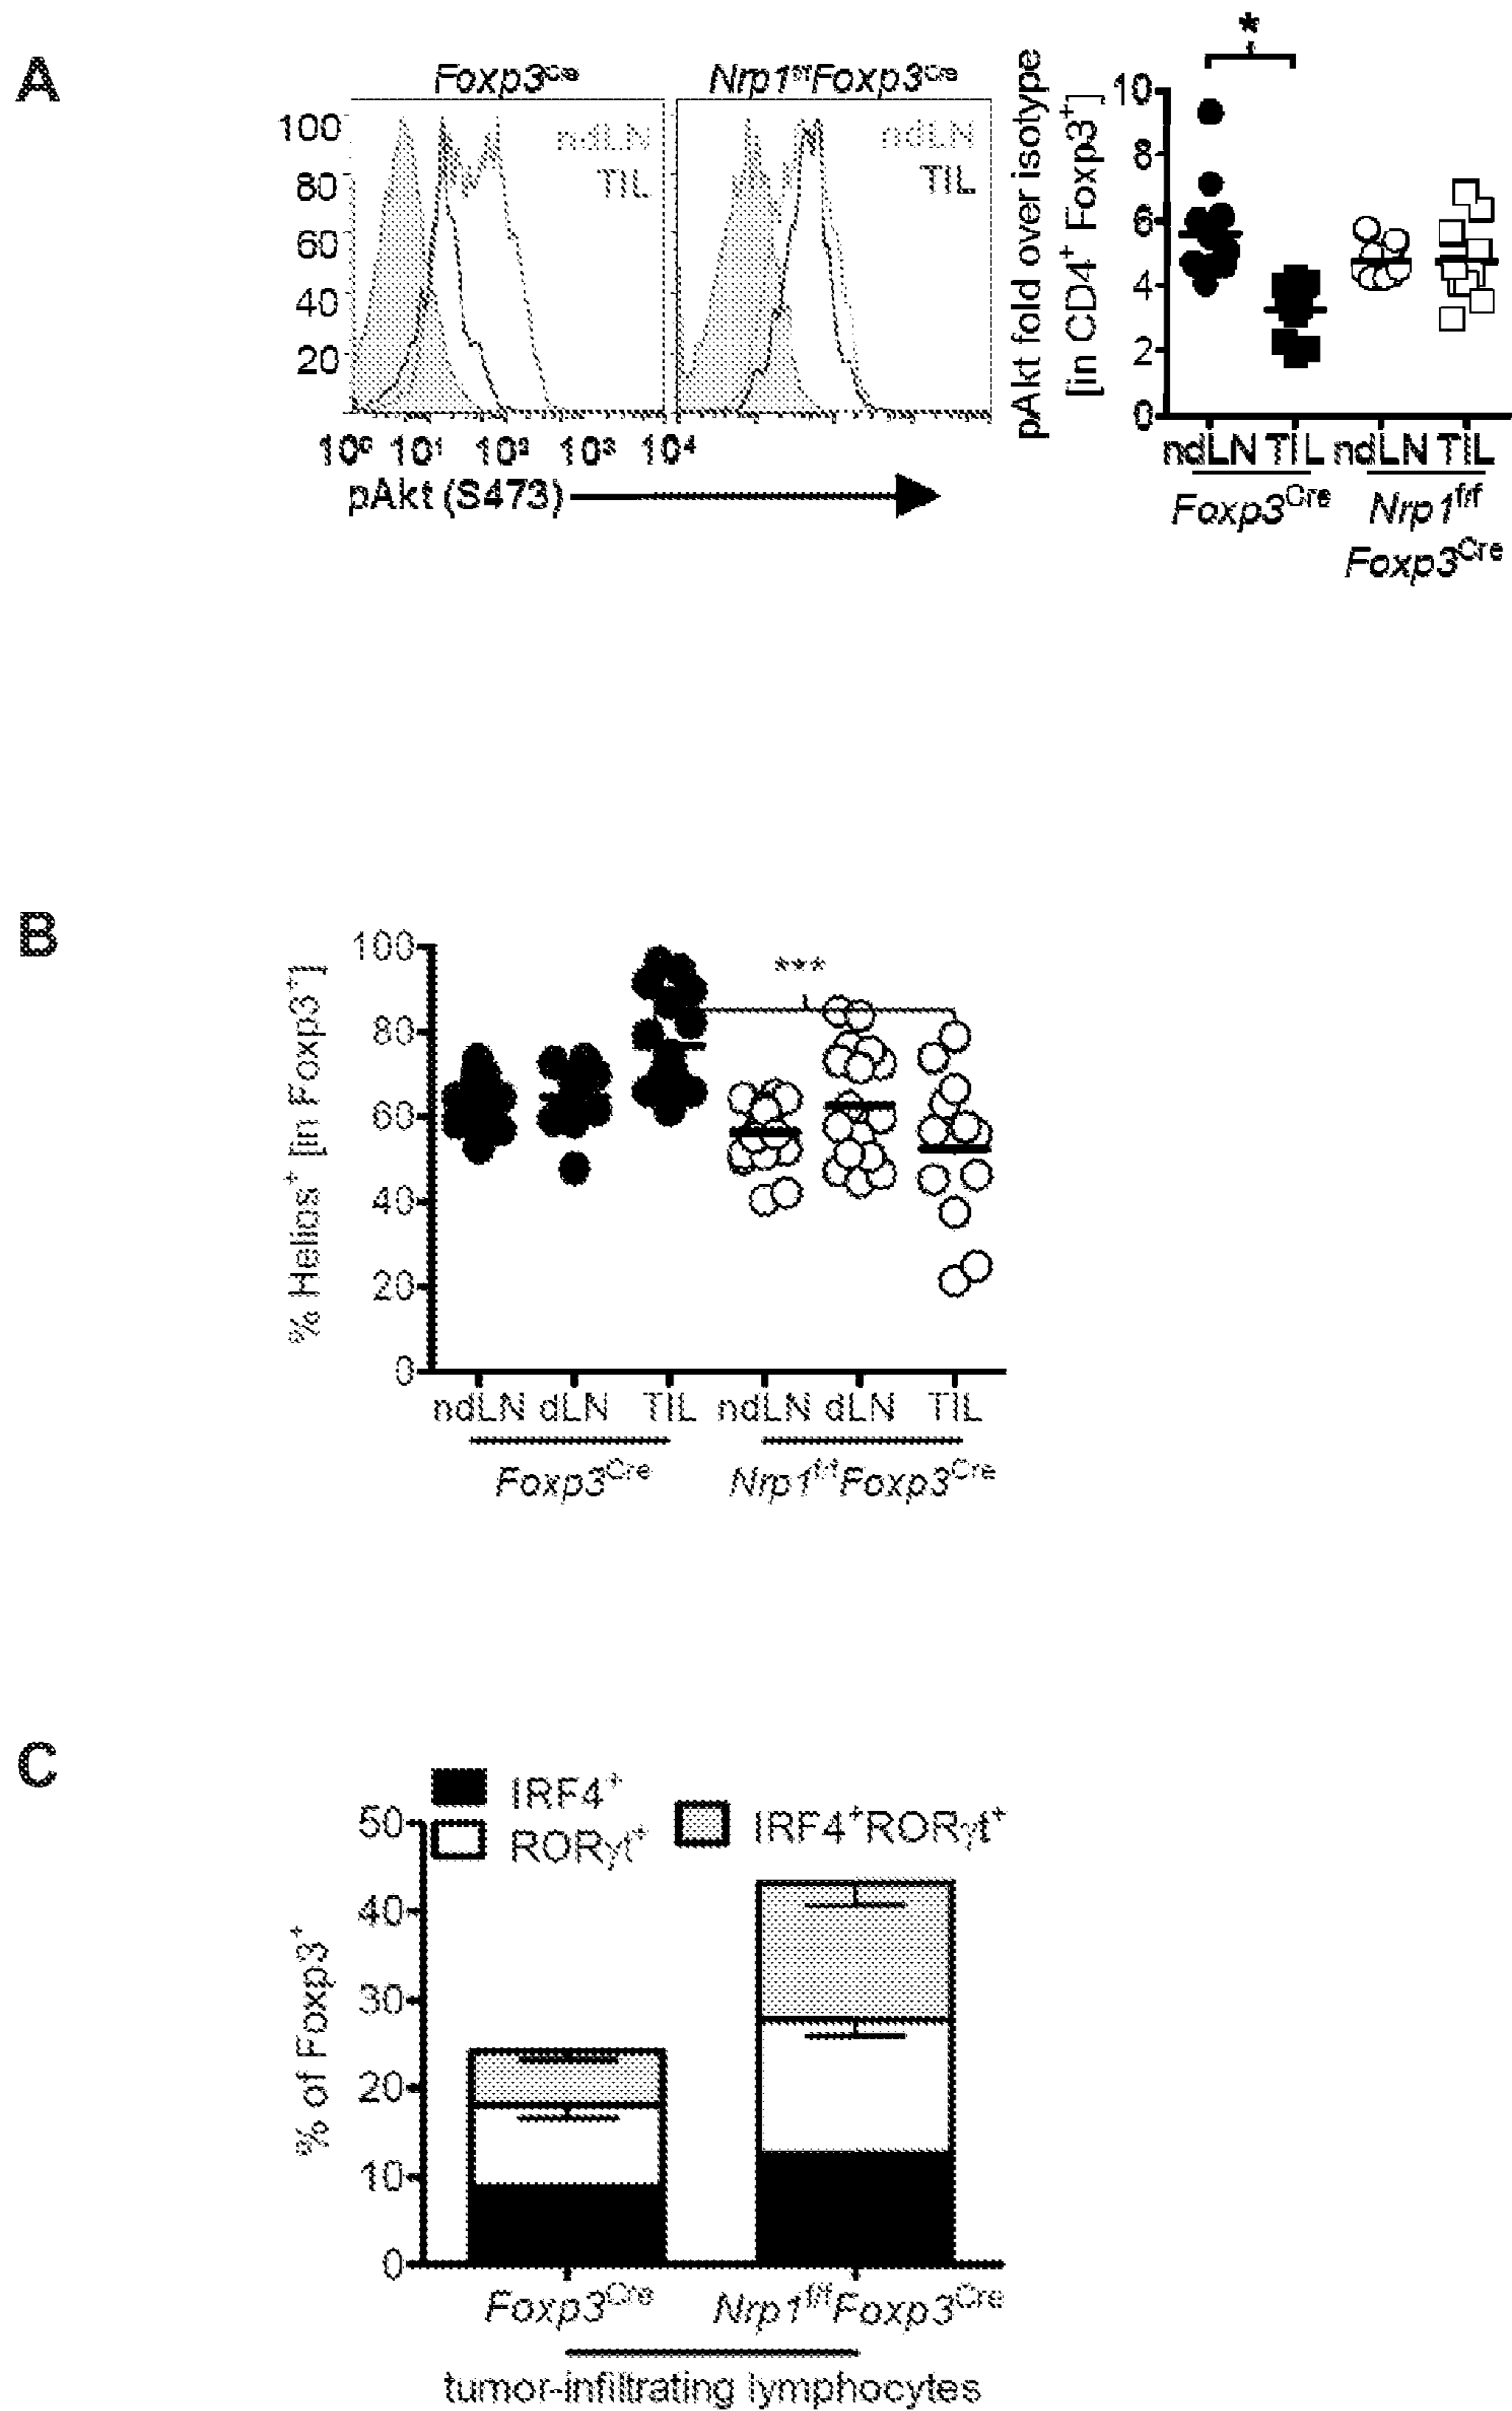 A
Foxp3ᶜʳᵉ
Nrp1ᶠ/ᶠFoxp3ᶜʳᵉ
100
80
60
40
20
ndLN
TIL
ndLN
TIL
10⁰ 10¹ 10² 10³ 10⁴
pAkt (S473)
pAkt fold over isotype
[in CD4⁺ Foxp3⁺]
*
10
8
6
4
2
0
ndLN TIL ndLN TIL
Foxp3ᶜʳᵉ
Nrp1ᶠ/ᶠ
Foxp3ᶜʳᵉ
B
% Helios⁺ [in Foxp3⁺]
100
80
60
40
20
0
***
ndLN dLN TIL ndLN dLN TIL
Foxp3ᶜʳᵉ
Nrp1ᶠ/ᶠFoxp3ᶜʳᵉ
C
IRF4⁺
RORγt⁺
IRF4⁺RORγt⁺
% of Foxp3⁺
50
40
30
20
10
0
Foxp3ᶜʳᵉ
Nrp1ᶠ/ᶠFoxp3ᶜʳᵉ
tumor-infiltrating lymphocytes